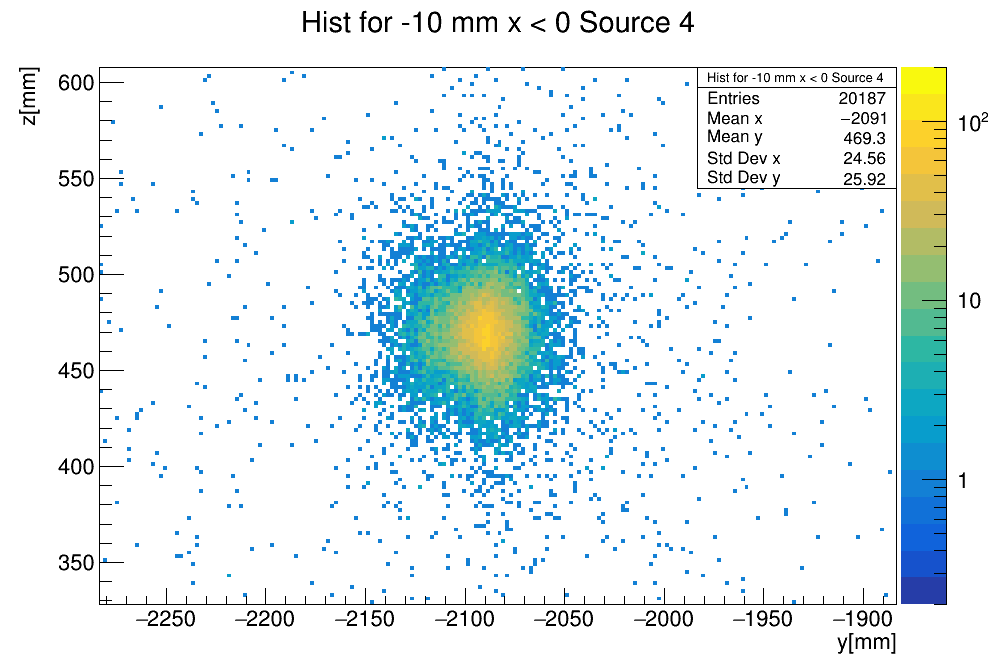 Hist for -10 mm x < 0 Source 4
z[mm]
600
550
500
450
400
350
−2250 −2200 −2150 −2100 −2050 −2000 −1950 −1900
y[mm]
Hist for -10 mm x < 0 Source 4
Entries 20187
Mean x −2091
Mean y 469.3
Std Dev x 24.56
Std Dev y 25.92
10²
10
1